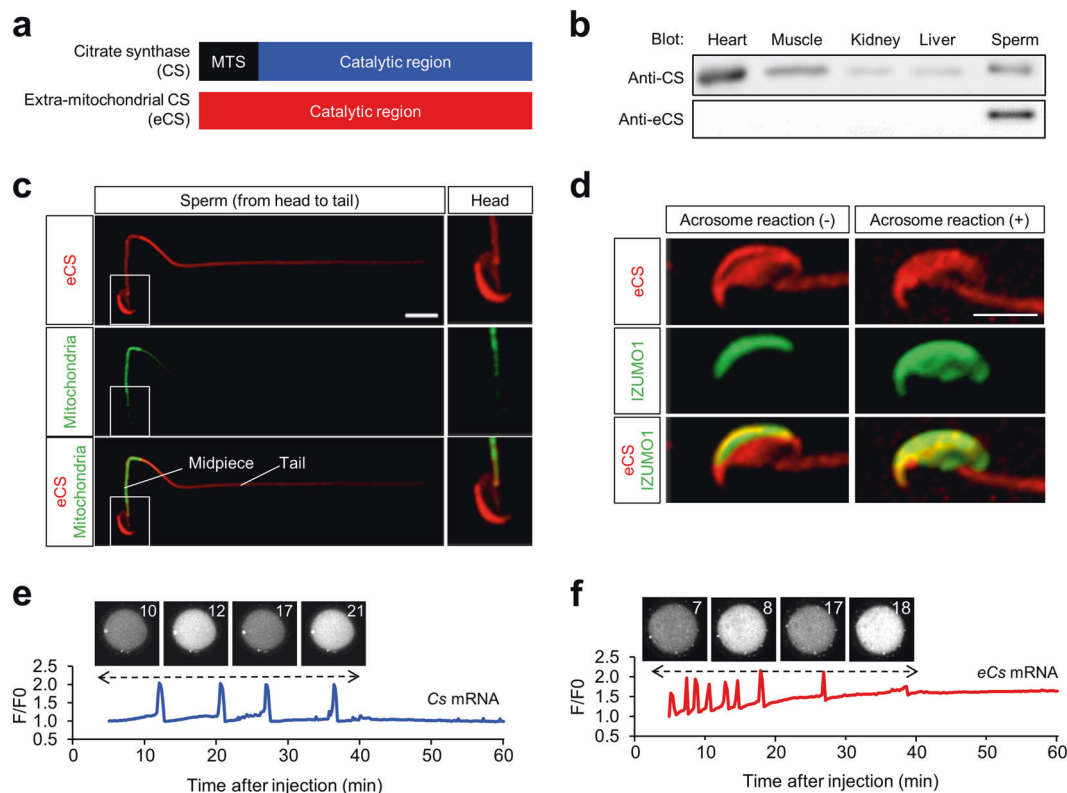 a
Citrate synthase
(CS)
MTS
Catalytic region
Extra-mitochondrial CS
(eCS)
Catalytic region
b
Blot: Heart Muscle Kidney Liver Sperm
Anti-CS
Anti-eCS
c
Sperm (from head to tail) Head
eCS
Mitochondria
eCS
Mitochondria
Midpiece
Tail
d
Acrosome reaction (-) Acrosome reaction (+)
eCS
IZUMO1
eCS
IZUMO1
e
10 12 17 21
F/F0
2.5
2.0
1.5
1.0
0.5
Cs mRNA
0 10 20 30 40 50 60
Time after injection (min)
f
7 8 17 18
F/F0
2.5
2.0
1.5
1.0
0.5
eCs mRNA
0 10 20 30 40 50 60
Time after injection (min)